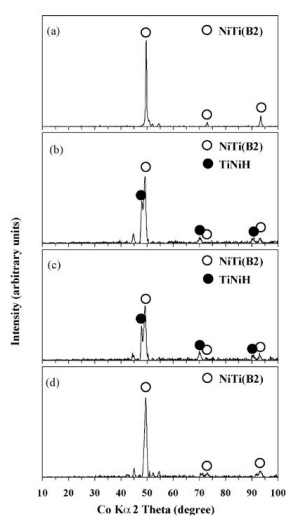 (a)
NiTi(B2)
(b)
NiTi(B2)
TiNiH
(c)
NiTi(B2)
TiNiH
(d)
NiTi(B2)
Intensity (arbitrary units)
10 20 30 40 50 60 70 80 90 100
Co Kα 2 Theta (degree)